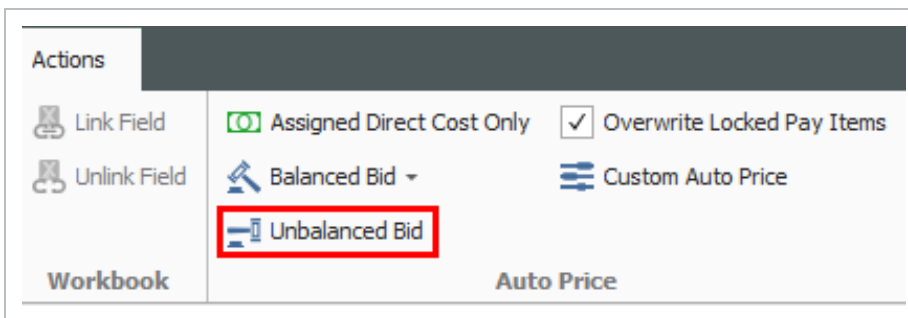 Actions
Link Field
Unlink Field
Workbook
Assigned Direct Cost Only
Balanced Bid
Unbalanced Bid
Overwrite Locked Pay Items
Custom Auto Price
Auto Price